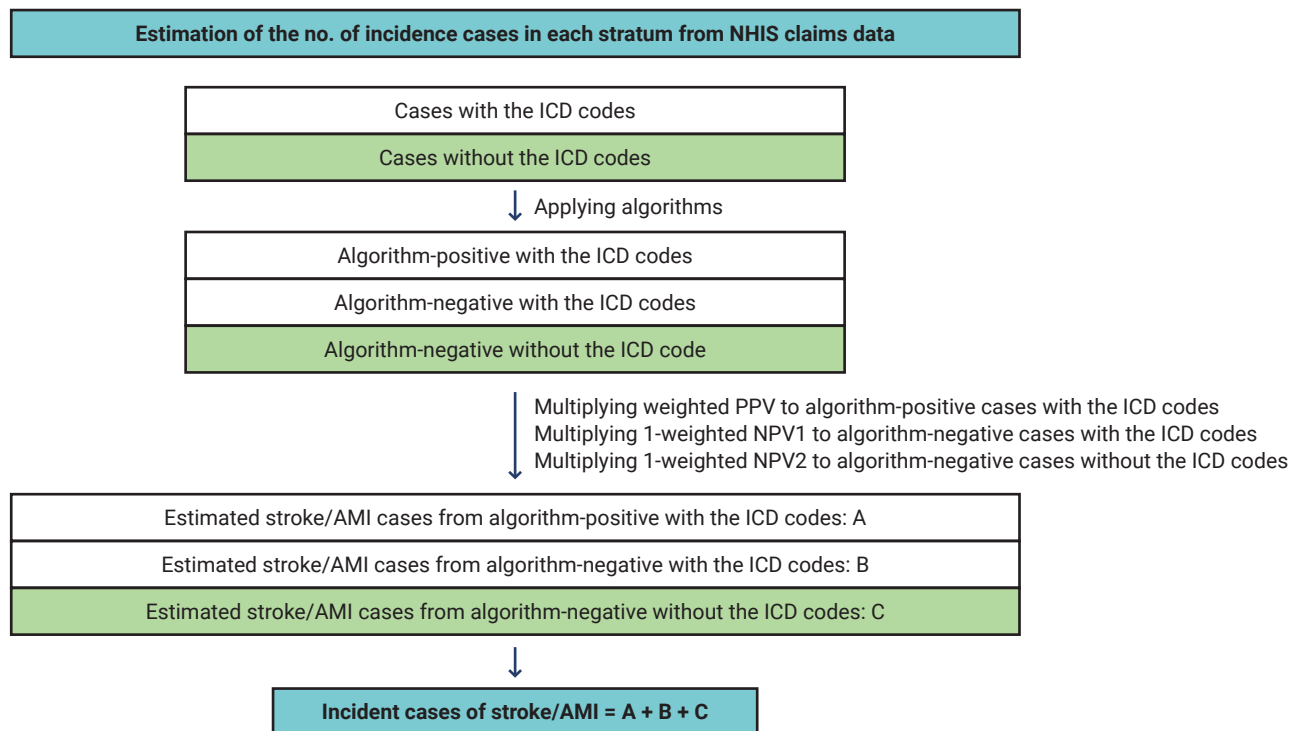 Estimation of the no. of incidence cases in each stratum from NHIS claims data
Cases with the ICD codes
Cases without the ICD codes
Applying algorithms
Algorithm-positive with the ICD codes
Algorithm-negative with the ICD codes
Algorithm-negative without the ICD code
Multiplying weighted PPV to algorithm-positive cases with the ICD codes
Multiplying 1-weighted NPV1 to algorithm-negative cases with the ICD codes
Multiplying 1-weighted NPV2 to algorithm-negative cases without the ICD codes
Estimated stroke/AMI cases from algorithm-positive with the ICD codes: A
Estimated stroke/AMI cases from algorithm-negative with the ICD codes: B
Estimated stroke/AMI cases from algorithm-negative without the ICD codes: C
Incident cases of stroke/AMI = A + B + C